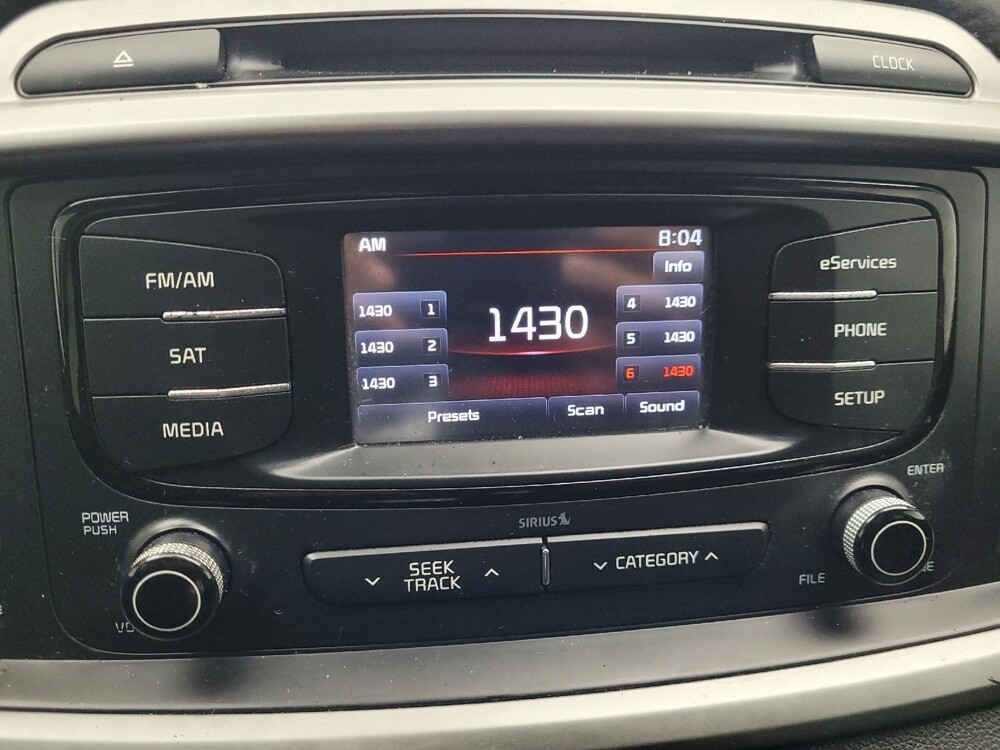 CLOCK
AM 8:04
Info
1430 1
1430 2
1430 3
1430
4 1430
5 1430
6 1430
Presets Scan Sound
FM/AM
SAT
MEDIA
eServices
PHONE
SETUP
POWER
PUSH
SIRIUS
SEEK
TRACK
CATEGORY
ENTER
FILE